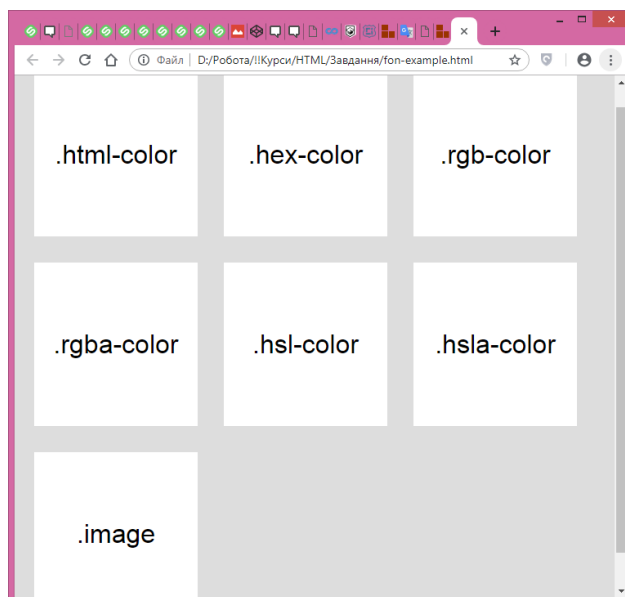 Файл
D:/Робота/!!Курси/HTML/Завдання/fon-example.html
.html-color
.hex-color
.rgb-color
.rgba-color
.hsl-color
.hsla-color
.image